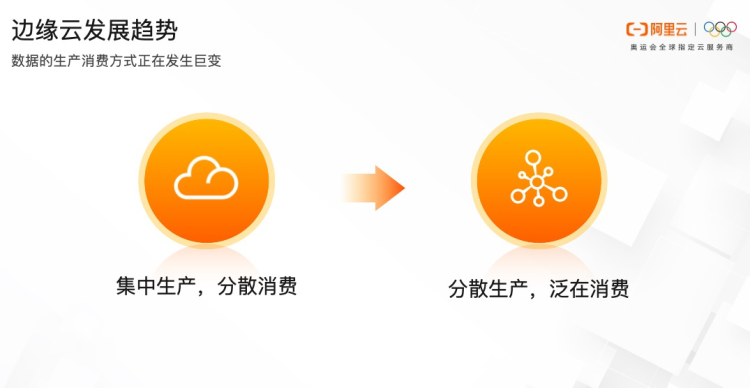 边缘云发展趋势
数据的生产消费方式正在发生巨变
阿里云
奥运会全球指定云服务商
集中生产，分散消费
分散生产，泛在消费